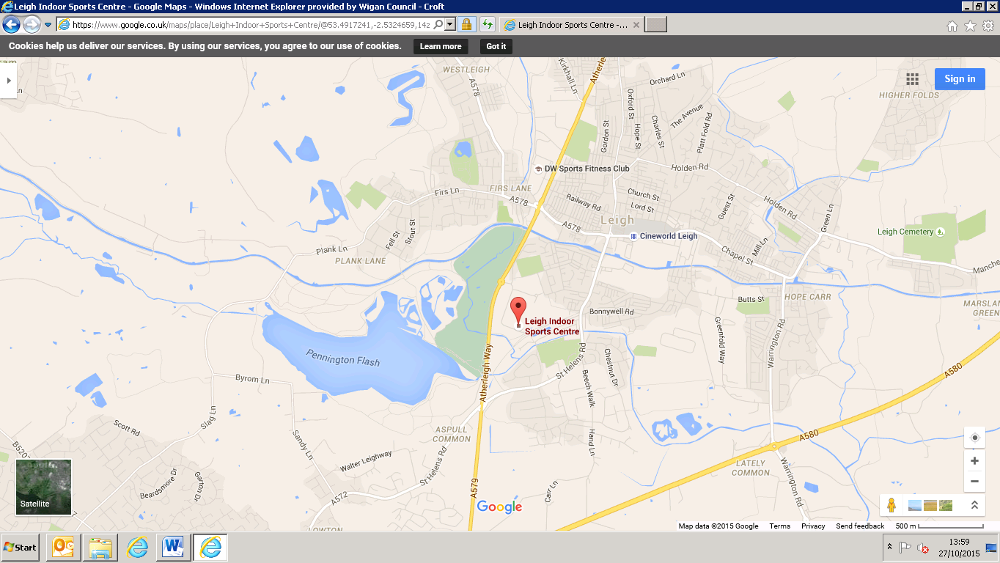 Leigh Indoor Sports Centre - Google Maps - Windows Internet Explorer provided by Wigan Council - Croft
https://www.google.co.uk/maps/place/Leigh+Indoor+Sports+Centre/@53.4917241,-2.5324659,14z
Leigh Indoor Sports Centre -...
Cookies help us deliver our services. By using our services, you agree to our use of cookies.
Learn more
Got it
Sign in
WESTLEIGH
A578
Kirkhall Ln
Orchard Ln
HIGHER FOLDS
Oxford St
Hope St
Charles St
The Avenue
Platt Fold Rd
Gordon St
DW Sports Fitness Club
Holden Rd
FIRS LANE
Firs Ln
A578
Railway Rd
Church St
Lord St
Guest St
Holden Rd
Green Ln
Leigh
A578
Cineworld Leigh
Leigh Cemetery
Fell St
Stout St
Plank Ln
PLANK LANE
Mill Ln
Chapel St
Butts St
HOPE CARR
Bonnywell Rd
Leigh Indoor
Sports Centre
Greenfold Way
Warrington Rd
Pennington Flash
Atherleigh Way
St Helens Rd
Chestnut Dr
Beech Walk
A580
Byrom Ln
Slag Ln
Scott Rd
ASPULL
COMMON
Sandy Ln
Hand Ln
A580
Walter Leighway
St Helens Rd
LATELY
COMMON
Warrington Rd
Beardsmore Dr
Garton Dr
A579
A572
Carr Ln
LOWTON
Satellite
Google
Map data ©2015 Google
Terms
Privacy
Send feedback
500 m
Start
13:59
27/10/2015